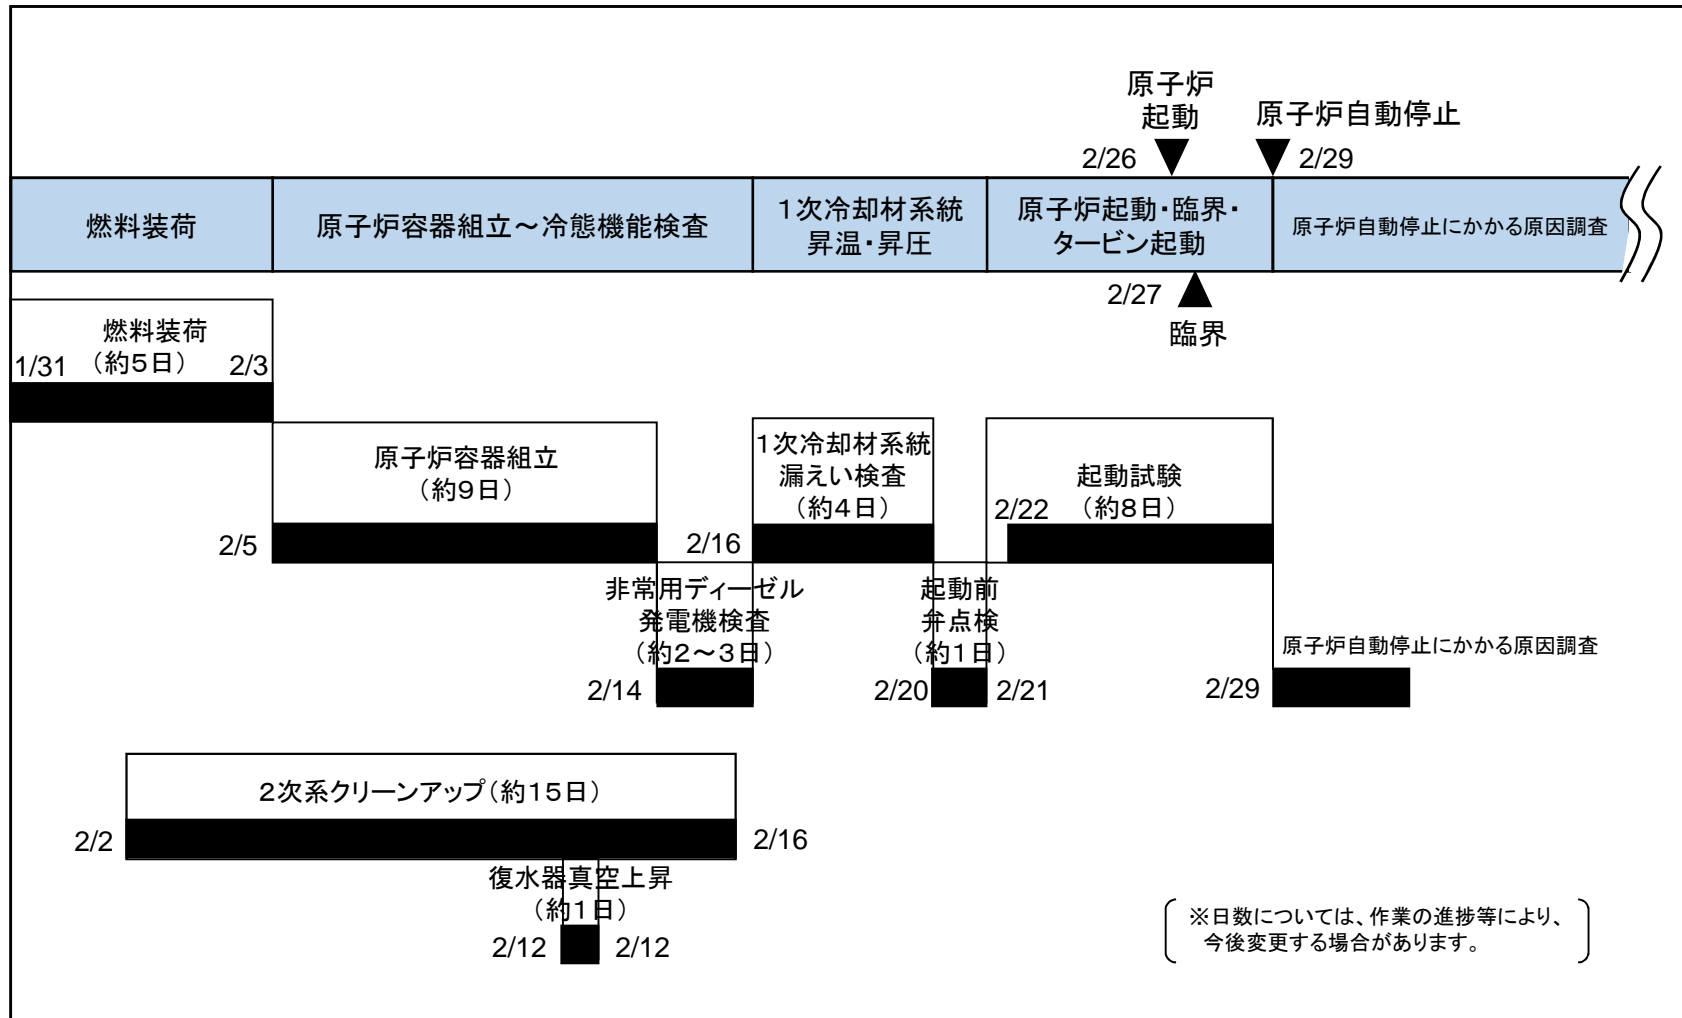 原子炉
起動
原子炉自動停止
2/26
2/29
燃料装荷
原子炉容器組立～冷態機能検査
１次冷却材系統
昇温・昇圧
原子炉起動・臨界・
タービン起動
原子炉自動停止にかかる原因調査
2/27
臨界
燃料装荷
（約５日）
1/31
2/3
原子炉容器組立
（約９日）
2/5
2/16
１次冷却材系統
漏えい検査
（約４日）
起動試験
（約８日）
2/22
非常用ディーゼル
発電機検査
（約２～３日）
2/14
起動前
弁点検
（約１日）
2/20
2/21
原子炉自動停止にかかる原因調査
2/29
２次系クリーンアップ（約１５日）
2/2
2/16
復水器真空上昇
（約１日）
2/12
2/12
※日数については、作業の進捗等により、
今後変更する場合があります。